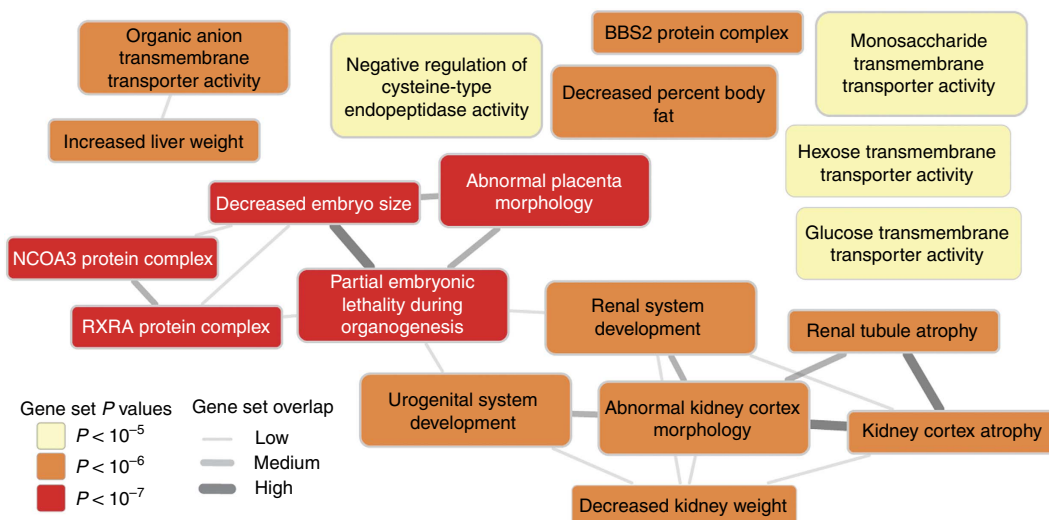 Organic anion
transmembrane
transporter activity
Increased liver weight
Negative regulation of
cysteine-type
endopeptidase activity
BBS2 protein complex
Decreased percent body
fat
Monosaccharide
transmembrane
transporter activity
Hexose transmembrane
transporter activity
Glucose transmembrane
transporter activity
Decreased embryo size
Abnormal placenta
morphology
NCOA3 protein complex
RXRA protein complex
Partial embryonic
lethality during
organogenesis
Renal system
development
Renal tubule atrophy
Urogenital system
development
Abnormal kidney cortex
morphology
Kidney cortex atrophy
Decreased kidney weight
Gene set P values
P < 10⁻⁵
P < 10⁻⁶
P < 10⁻⁷
Gene set overlap
Low
Medium
High